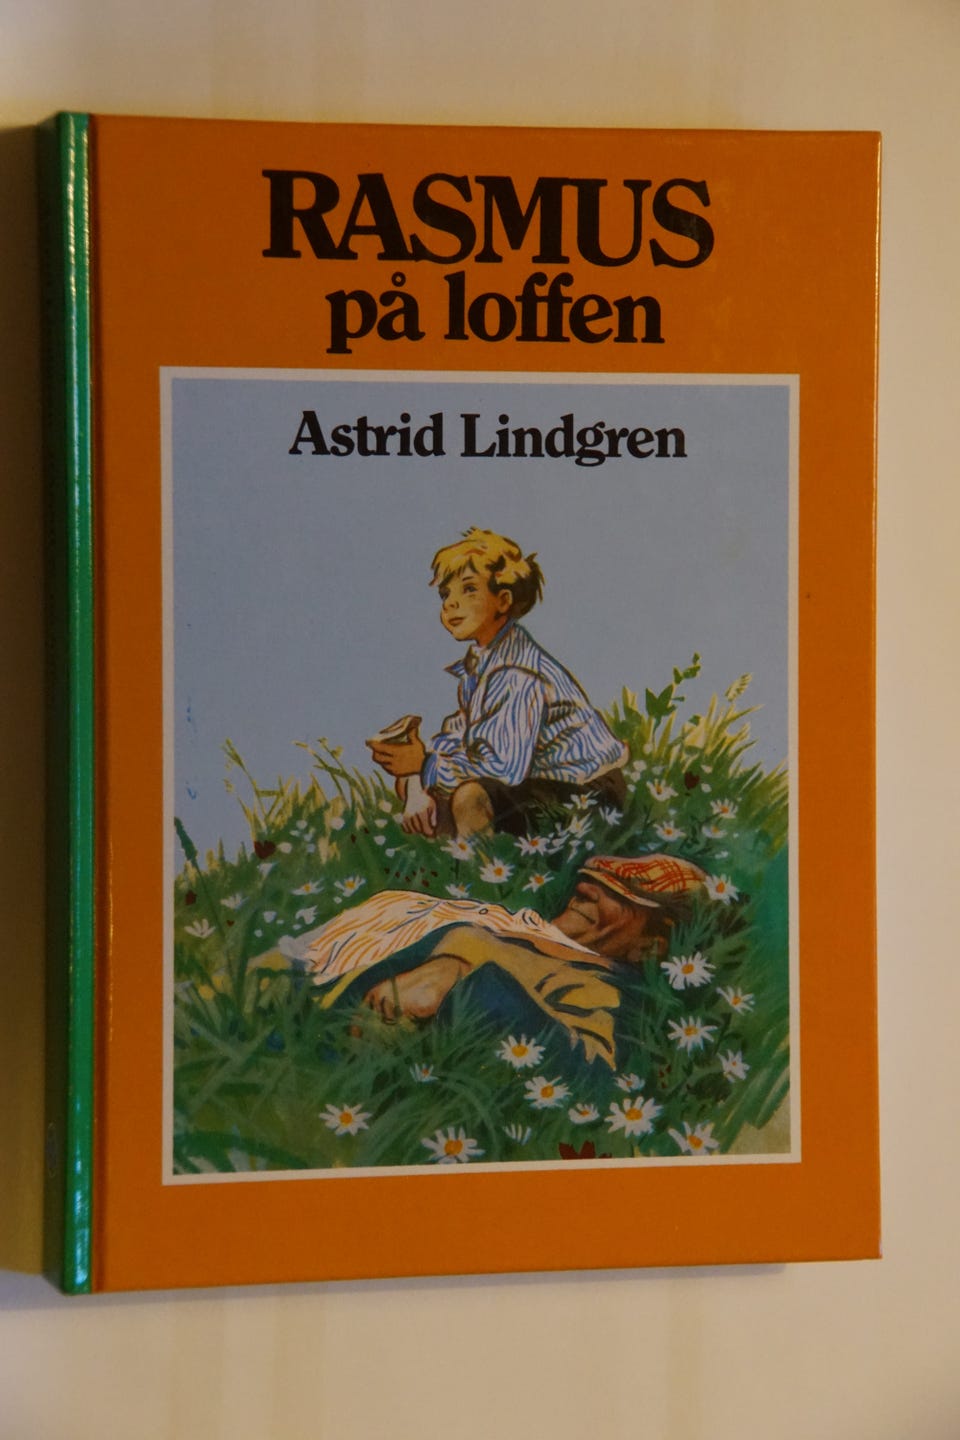 RASMUS
på loffen
Astrid Lindgren